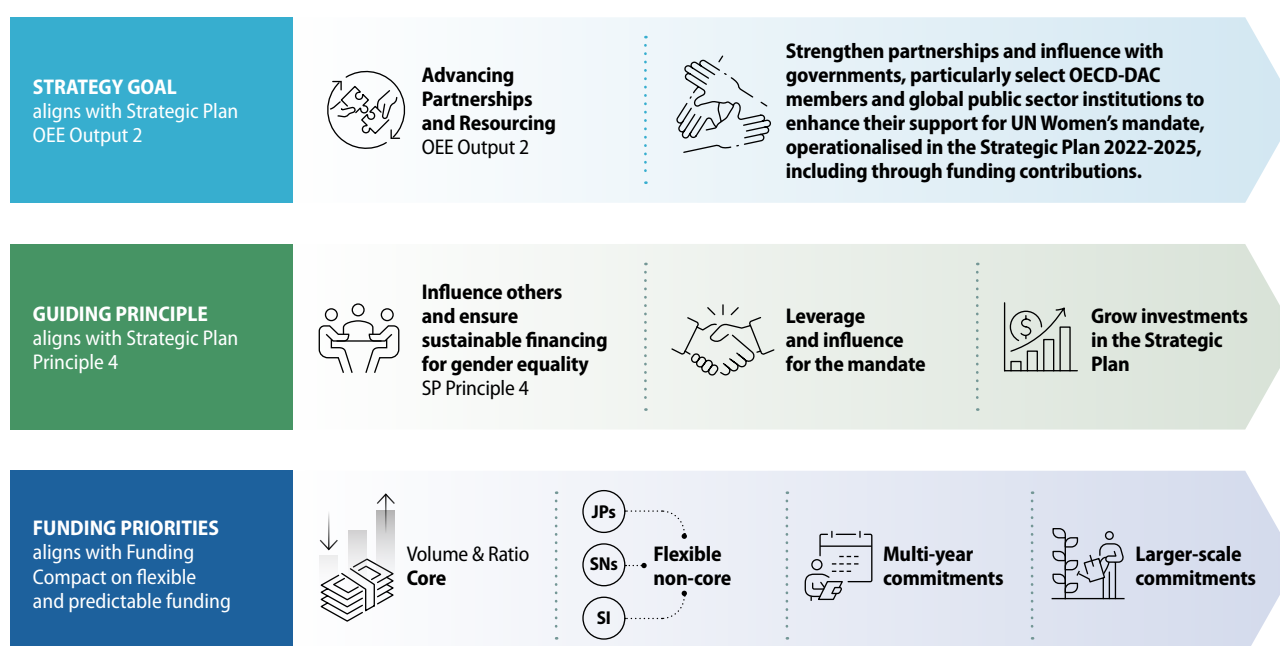 STRATEGY GOAL
aligns with Strategic Plan
OEE Output 2
Advancing
Partnerships
and Resourcing
OEE Output 2
Strengthen partnerships and influence with
governments, particularly select OECD-DAC
members and global public sector institutions to
enhance their support for UN Women’s mandate,
operationalised in the Strategic Plan 2022-2025,
including through funding contributions.
GUIDING PRINCIPLE
aligns with Strategic Plan
Principle 4
Influence others
and ensure
sustainable financing
for gender equality
SP Principle 4
Leverage
and influence
for the mandate
$
Grow investments
in the Strategic
Plan
FUNDING PRIORITIES
aligns with Funding
Compact on flexible
and predictable funding
Volume & Ratio
Core
JPs
SNs
SI
Flexible
non-core
Multi-year
commitments
Larger-scale
commitments